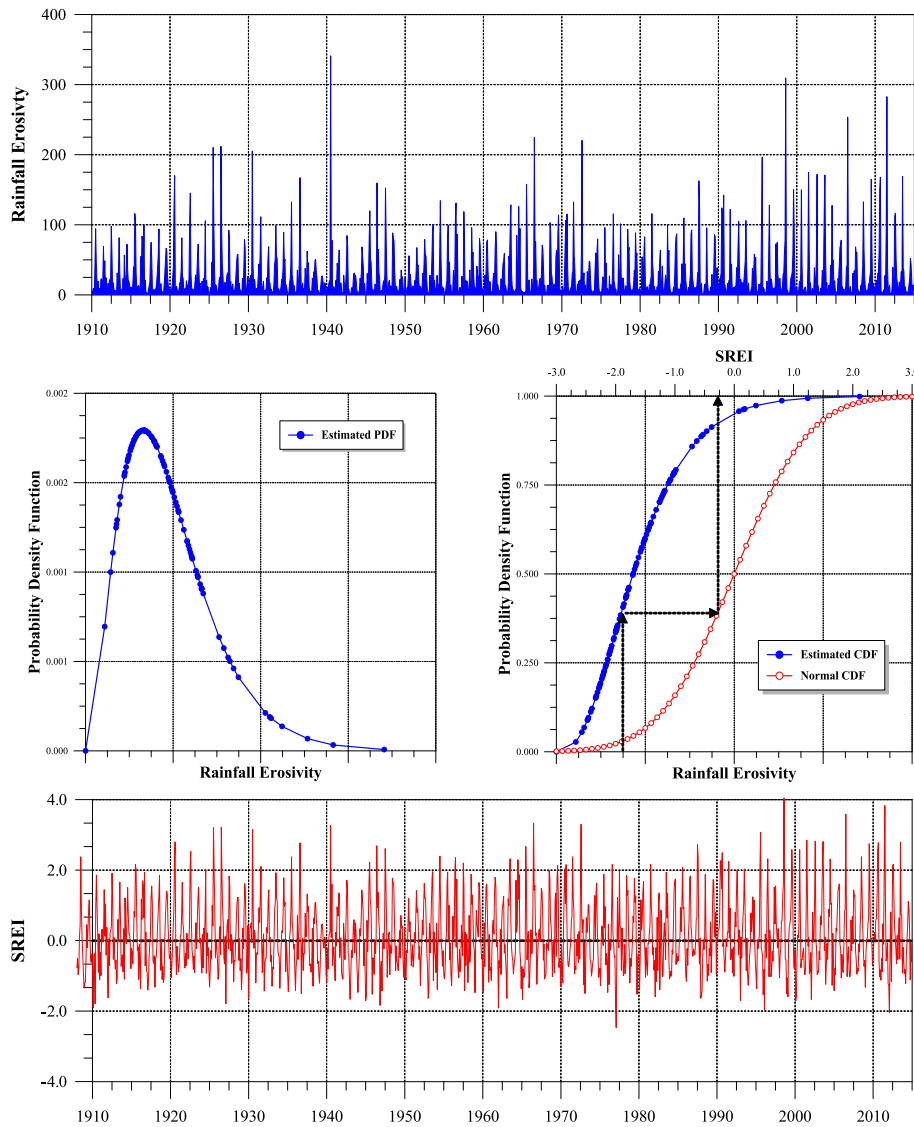 400
300
200
100
0
Rainfall Erosivty
1910 1920 1930 1940 1950 1960 1970 1980 1990 2000 2010
0.002
0.002
0.001
0.001
0.000
Probability Density Function
Estimated PDF
Rainfall Erosivity
SREI
-3.0 -2.0 -1.0 0.0 1.0 2.0 3.0
1.000
0.750
0.500
0.250
0.000
Probability Density Function
Estimated CDF
Normal CDF
Rainfall Erosivity
4.0
2.0
0.0
-2.0
-4.0
SREI
1910 1920 1930 1940 1950 1960 1970 1980 1990 2000 2010